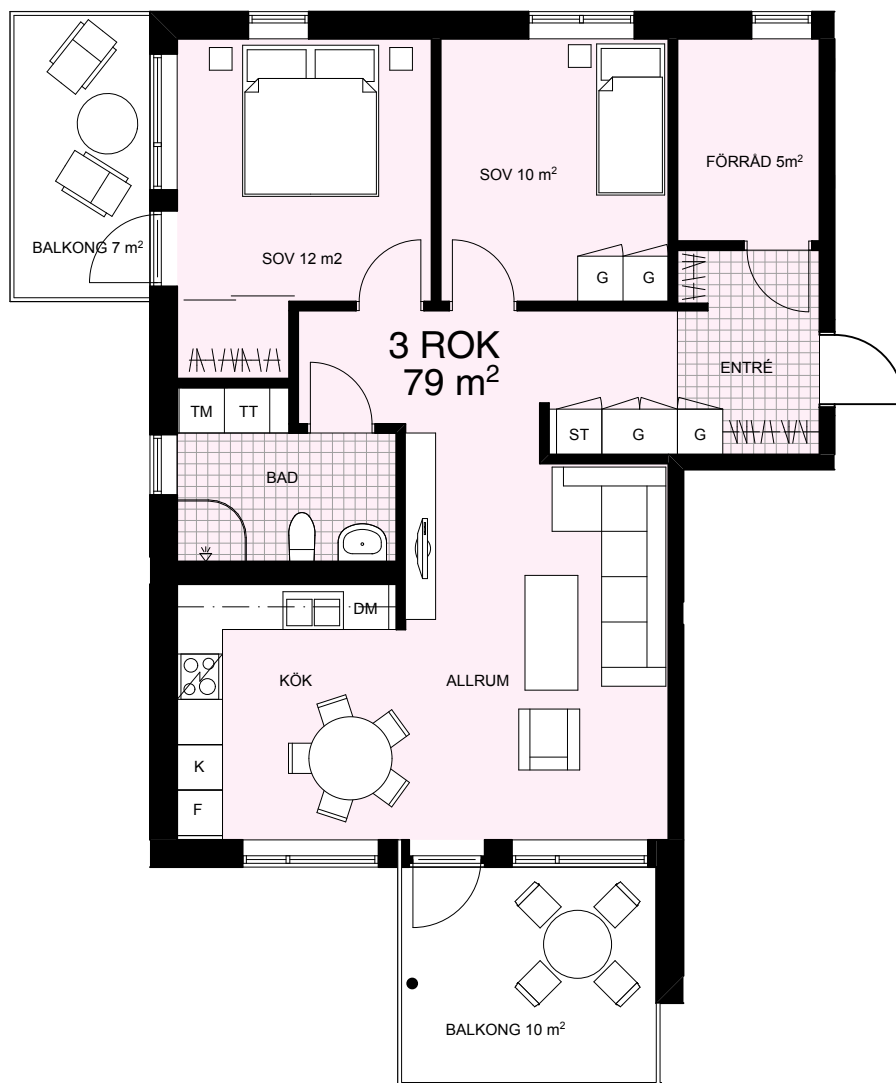 FÖRRÅD 5m²
SOV 10 m²
BALKONG 7 m²
SOV 12 m2
G
G
3 ROK
79 m²
ENTRÉ
TM
TT
ST
G
G
BAD
DM
KÖK
ALLRUM
K
F
BALKONG 10 m²